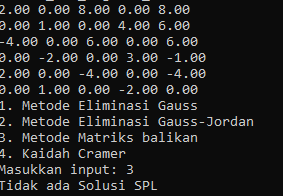 2.00 0.00 8.00 0.00 8.00
0.00 1.00 0.00 4.00 6.00
-4.00 0.00 6.00 0.00 6.00
0.00 -2.00 0.00 3.00 -1.00
2.00 0.00 -4.00 0.00 -4.00
0.00 1.00 0.00 -2.00 0.00
1. Metode Eliminasi Gauss
2. Metode Eliminasi Gauss-Jordan
3. Metode Matriks balikan
4. Kaidah Cramer
Masukkan input: 3
Tidak ada Solusi SPL